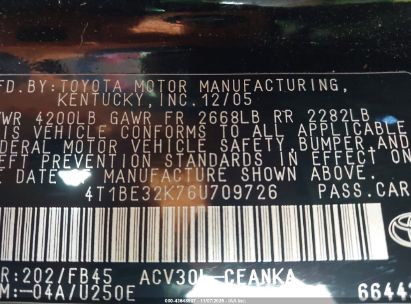 FD.BY:TOYOTA MOTOR MANUFACTURING,
KENTUCKY,INC.12/05
WR 4200LB GAWR FR 2668LB RR 2282LB
IS VEHICLE CONFORMS TO ALL APPLICABLE
DERAL MOTOR VEHICLE SAFETY,BUMPER,AND
EFT PREVENTION STANDARDS IN EFFECT ON
E DATE OF MANUFACTURE SHOWN ABOVE.
4T1BE32K76U709726 PASS.CAR
R:202/FB45 ACV30L-CEANKA
M:-04A/U250E
6644